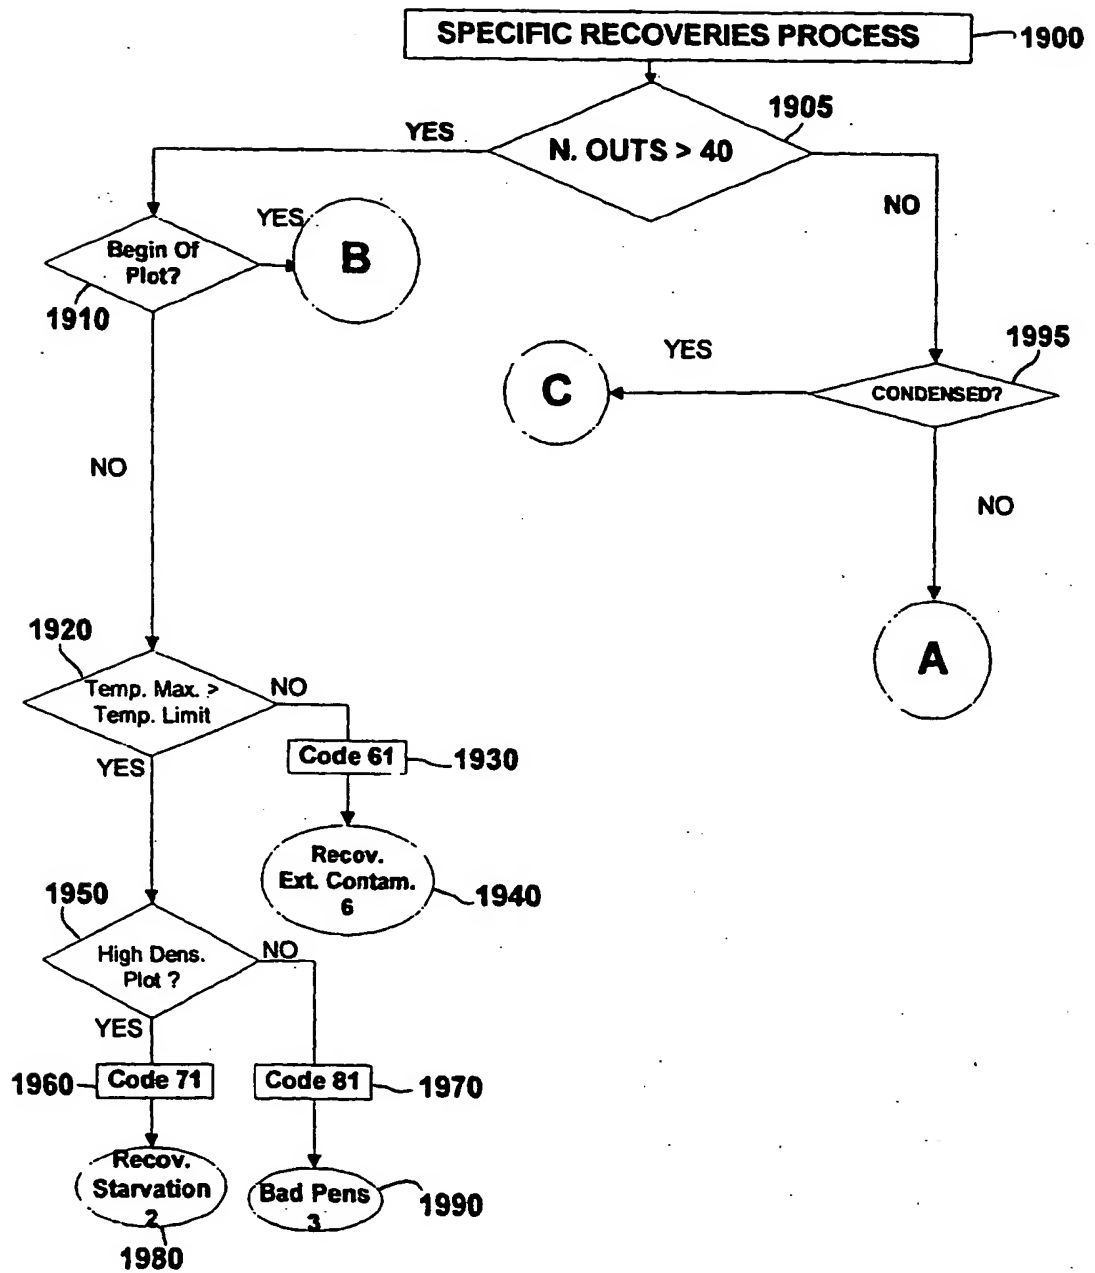 SPECIFIC RECOVERIES PROCESS
1900
1905
YES
N. OUTS > 40
NO
YES
Begin Of
Plot?
B
1910
1995
YES
C
CONDENSED?
NO
NO
A
1920
Temp. Max. >
Temp. Limit
NO
YES
Code 61
1930
Recov.
Ext. Contam.
6
1940
1950
High Dens.
Plot ?
NO
YES
1960
Code 71
Code 81
1970
Recov.
Starvation
2
Bad Pens
3
1990
1980